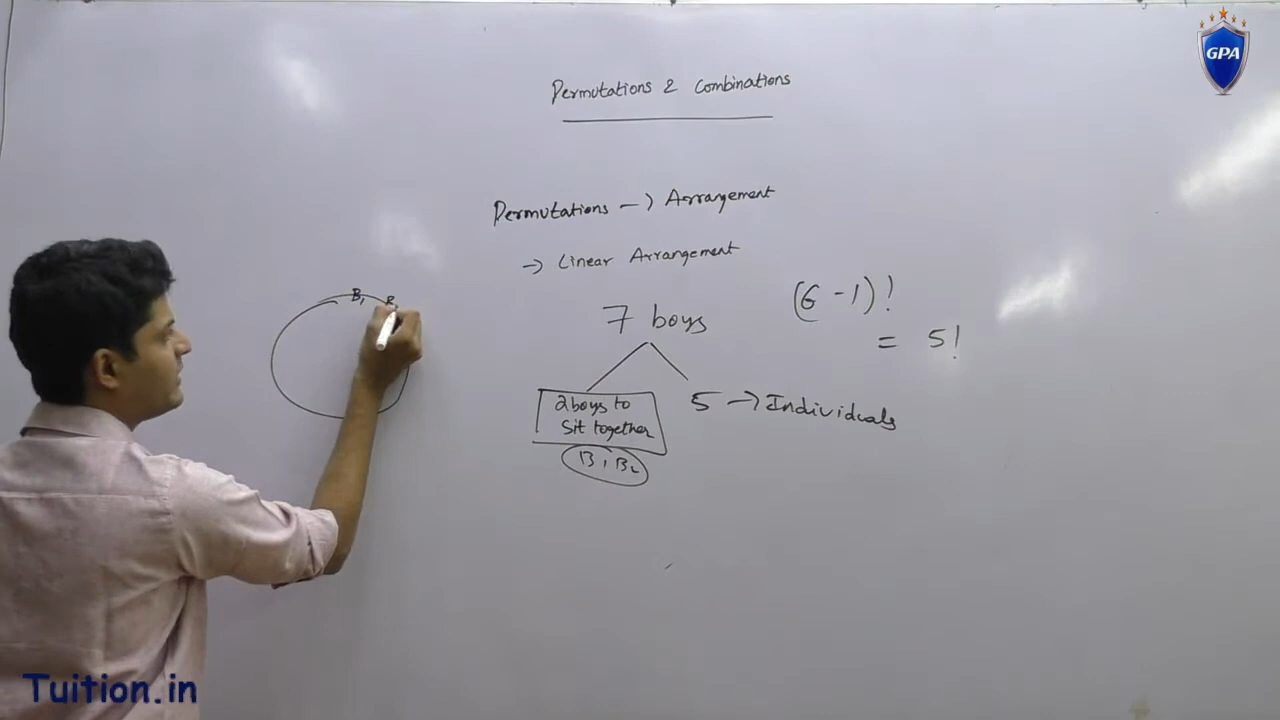 GPA
Permutations & Combinations
Permutations → Arrangement
→ Linear Arrangement
7 boys
(6 - 1)!
= 5!
B₁
2 boys to
sit together
5 → Individuals
B₁ B₂
Tuition.in